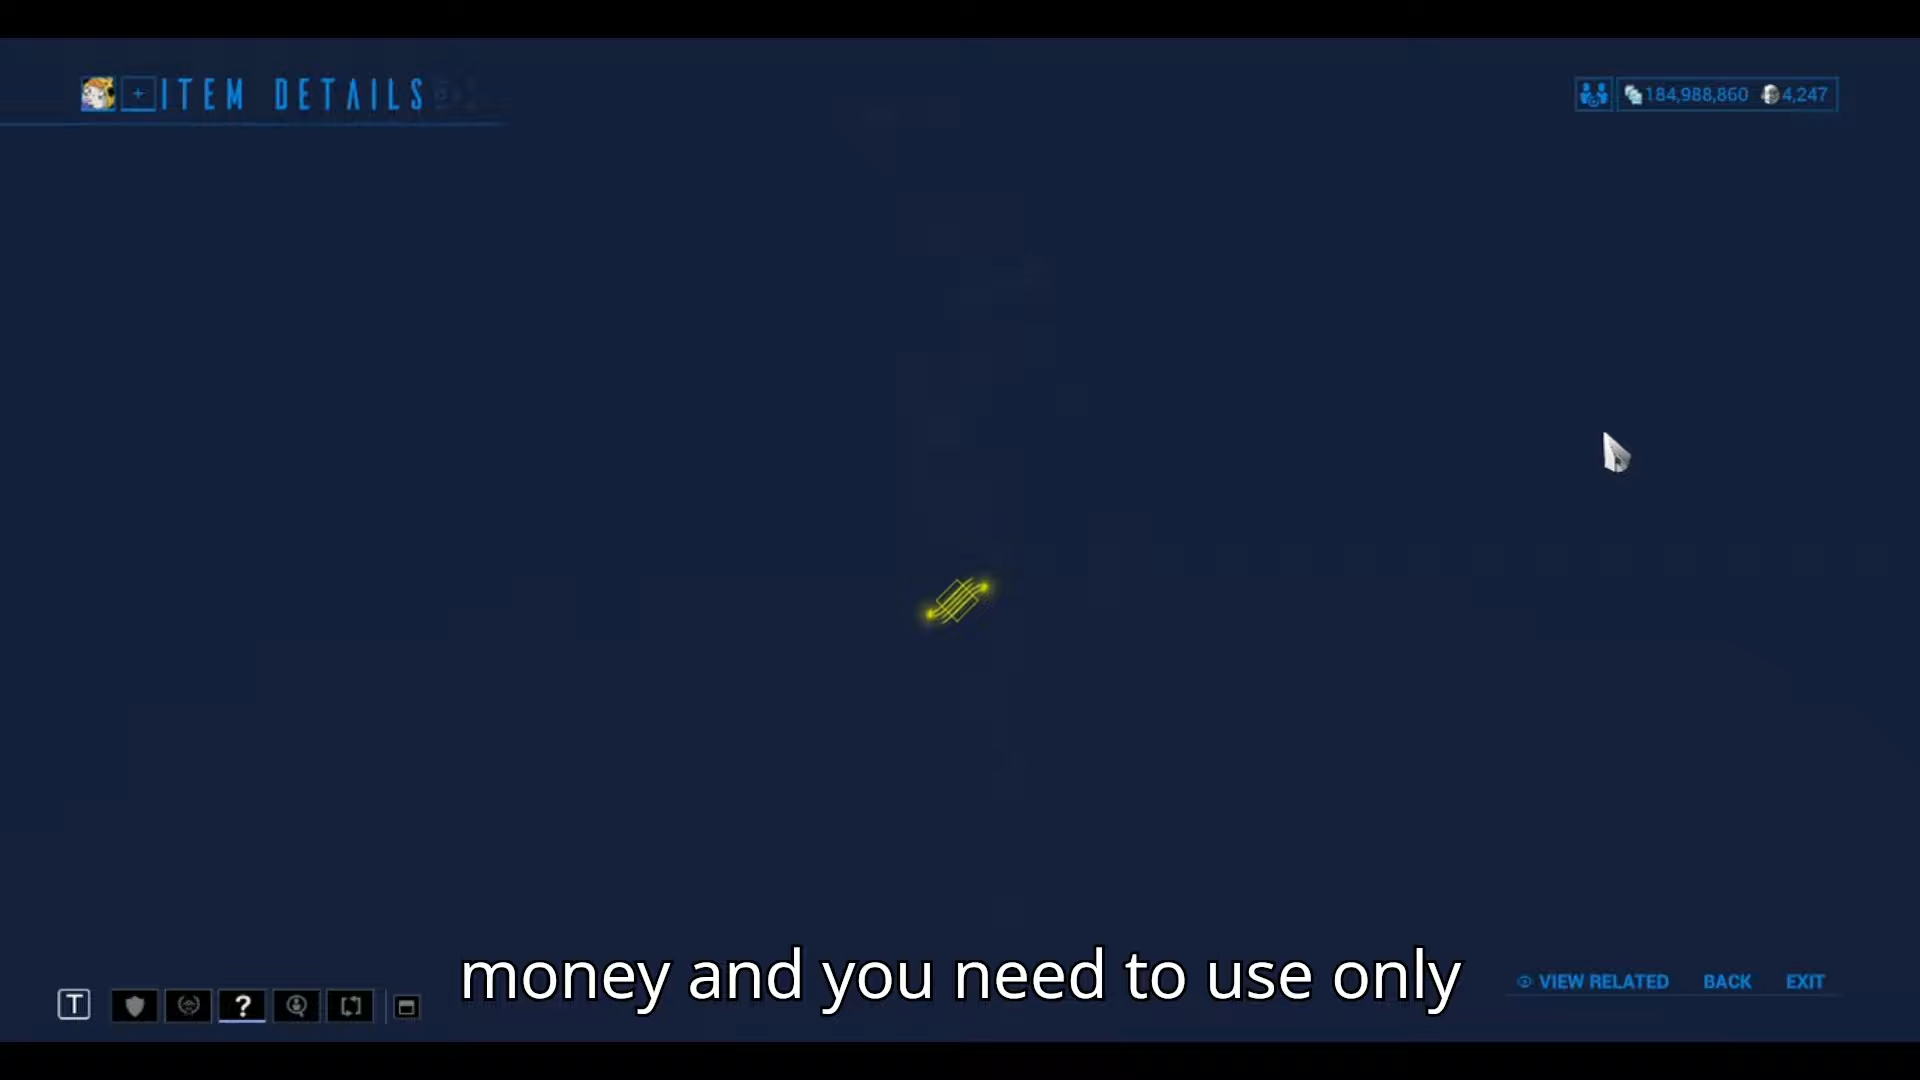 + ITEM DETAILS
184,988,860 4,247
money and you need to use only
VIEW RELATED BACK EXIT
T ?